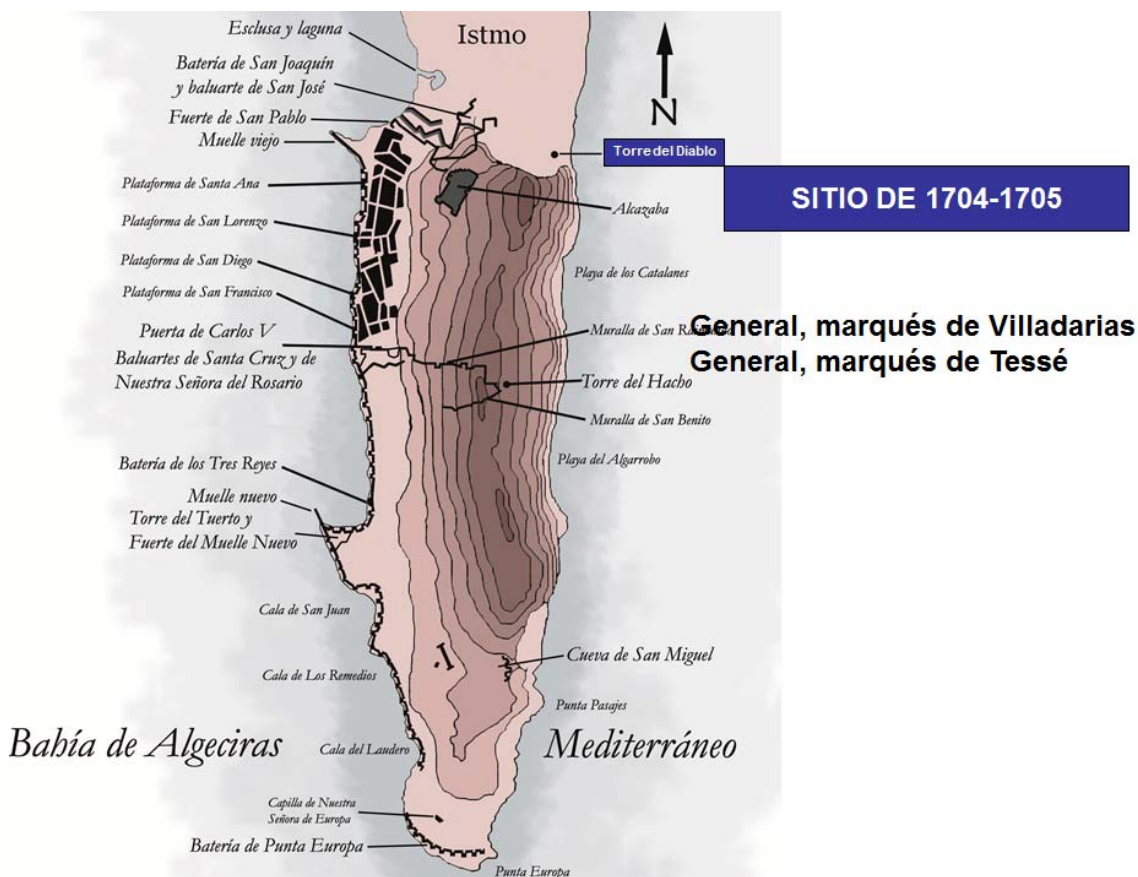 Esclusa y laguna
Istmo
Batería de San Joaquín
y baluarte de San José
Fuerte de San Pablo
Muelle viejo
N
Torre del Diablo
SITIO DE 1704-1705
Plataforma de Santa Ana
Alcazaba
Plataforma de San Lorenzo
Plataforma de San Diego
Playa de los Catalanes
Plataforma de San Francisco
Puerta de Carlos V
Muralla de San
General, marqués de Villadarias
General, marqués de Tessé
Baluartes de Santa Cruz y de
Nuestra Señora del Rosario
Torre del Hacho
Muralla de San Benito
Batería de los Tres Reyes
Playa del Algarrobo
Muelle nuevo
Torre del Tuerto y
Fuerte del Muelle Nuevo
Cala de San Juan
Cueva de San Miguel
Cala de Los Remedios
Punta Pasajes
Bahía de Algeciras
Cala del Laudero
Mediterráneo
Capilla de Nuestra
Señora de Europa
Batería de Punta Europa
Punta Europa